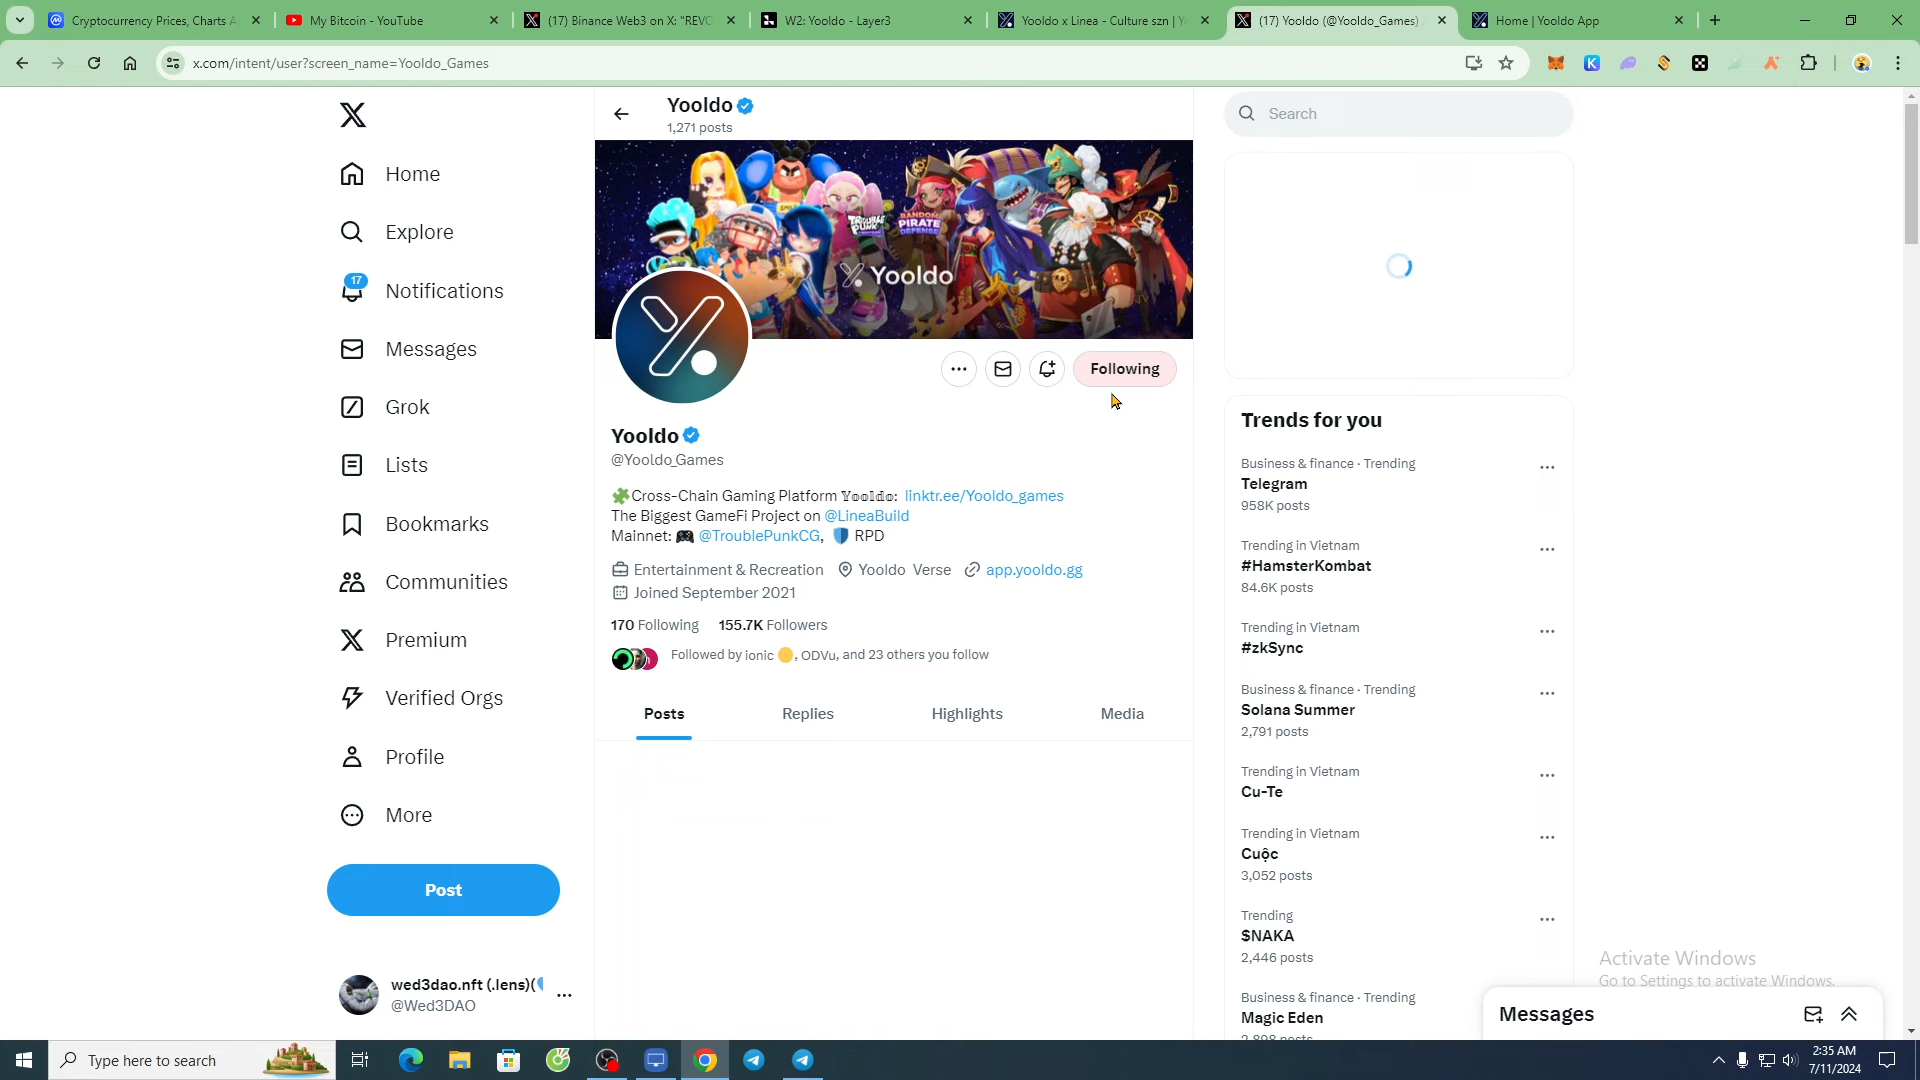 Cryptocurrency Prices, Charts A
My Bitcoin - YouTube
(17) Binance Web3 on X: "REVO
W2: Yooldo - Layer3
Yooldo x Linea - Culture szn | Y
(17) Yooldo (@Yooldo_Games)
Home | Yooldo App
x.com/intent/user?screen_name=Yooldo_Games
Home
Explore
17
Notifications
Messages
Grok
Lists
Bookmarks
Communities
Premium
Verified Orgs
Profile
More
Post
wed3dao.nft (.lens)(
@Wed3DAO
Yooldo
1,271 posts
TROUBLE PUNK
RANDOM PIRATE DEFENSE
Yooldo
Following
Yooldo
@Yooldo_Games
Cross-Chain Gaming Platform 𝕐𝕠𝕠𝕝𝕕𝕠: linktr.ee/Yooldo_games
The Biggest GameFi Project on @LineaBuild
Mainnet: 🎮 @TroublePunkCG, 🛡️ RPD
Entertainment & Recreation Yooldo Verse app.yooldo.gg
Joined September 2021
170 Following 155.7K Followers
Followed by ionic 🟡, ODVu, and 23 others you follow
Posts Replies Highlights Media
Search
Trends for you
Business & finance · Trending
Telegram
958K posts
Trending in Vietnam
#HamsterKombat
84.6K posts
Trending in Vietnam
#zkSync
Business & finance · Trending
Solana Summer
2,791 posts
Trending in Vietnam
Cu-Te
Trending in Vietnam
Cuộc
3,052 posts
Trending
$NAKA
2,446 posts
Business & finance · Trending
Magic Eden
2,898 posts
Activate Windows
Go to Settings to activate Windows.
Messages
Type here to search
2:35 AM
7/11/2024